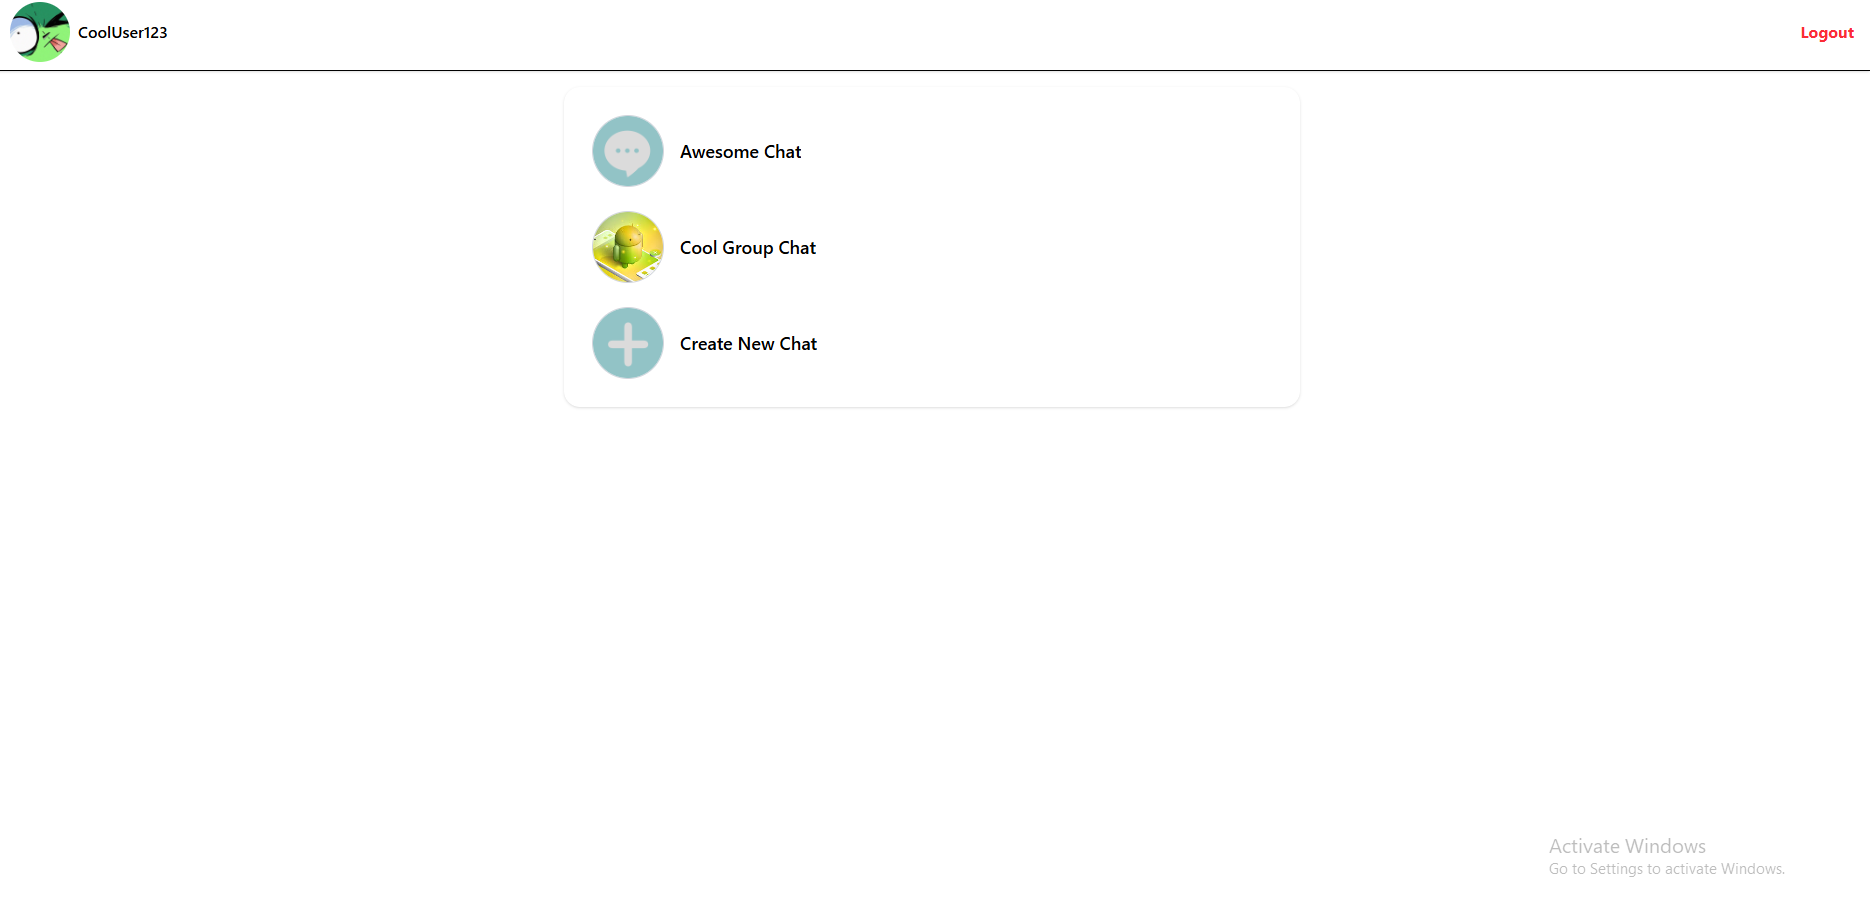 CoolUser123
Logout
Awesome Chat
Cool Group Chat
Create New Chat
Activate Windows
Go to Settings to activate Windows.